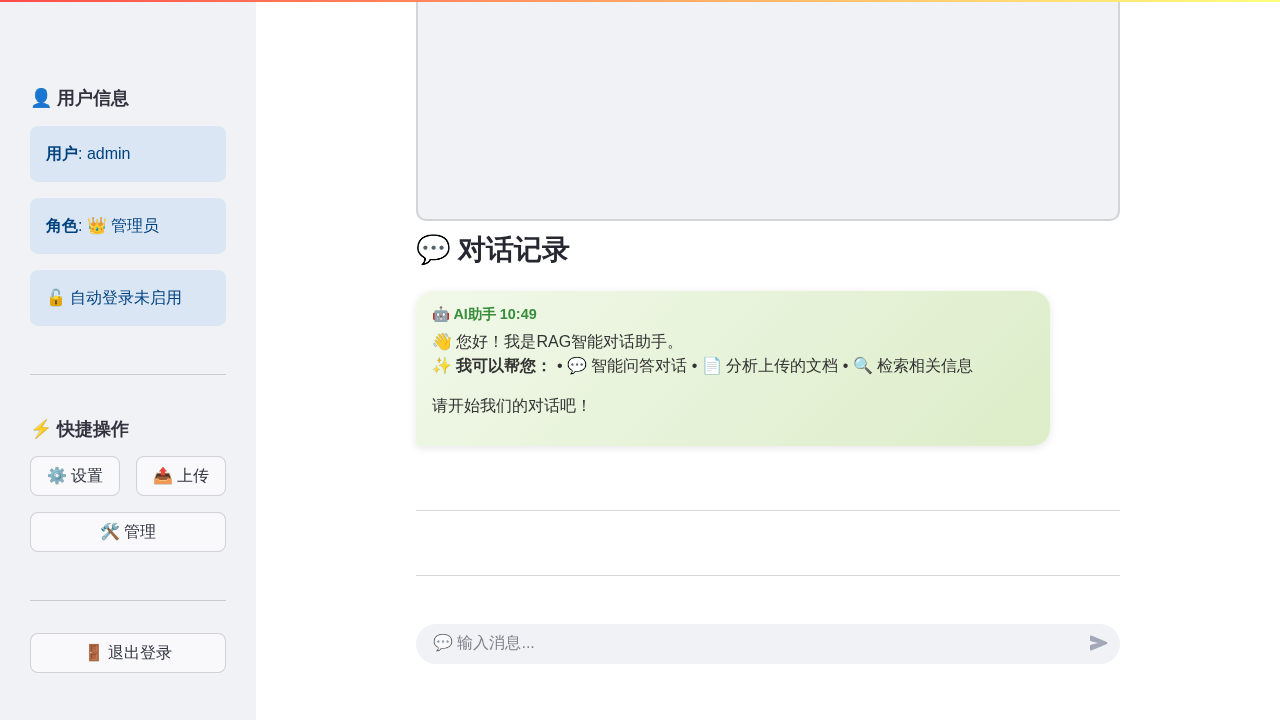 👤 用户信息
用户: admin
角色: 👑 管理员
🔓 自动登录未启用
⚡ 快捷操作
⚙️ 设置
📤 上传
🛠️ 管理
🚪 退出登录
💬 对话记录
🤖 AI助手 10:49
👋 您好！我是RAG智能对话助手。
✨ 我可以帮您： • 💬 智能问答对话 • 📄 分析上传的文档 • 🔍 检索相关信息
请开始我们的对话吧！
💬 输入消息...